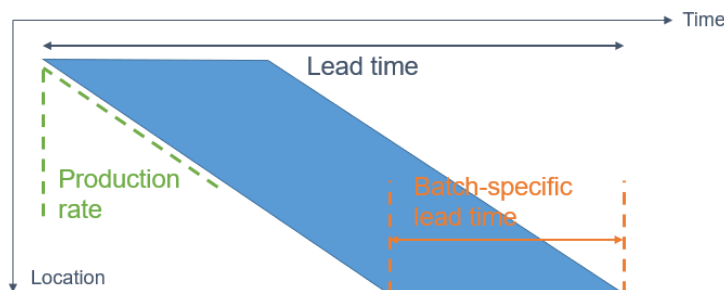 Time
Lead time
Production
rate
Batch-specific
lead time
Location